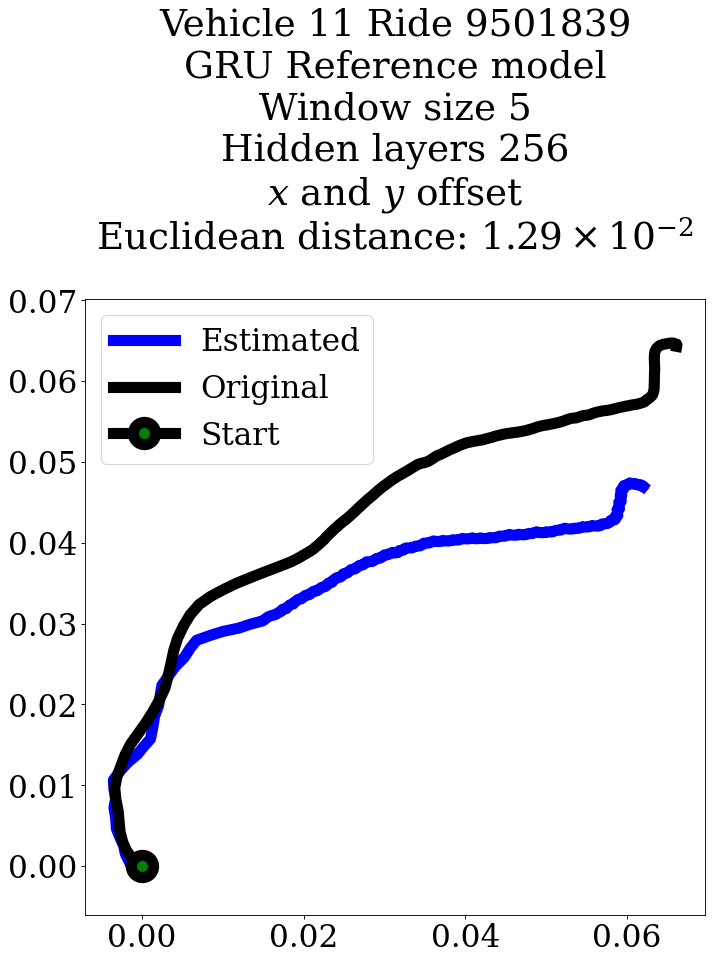 Vehicle 11 Ride 9501839
GRU Reference model
Window size 5
Hidden layers 256
x and y offset
Euclidean distance: 1.29 × 10⁻²
0.07
0.06
0.05
0.04
0.03
0.02
0.01
0.00
Estimated
Original
Start
0.00 0.02 0.04 0.06